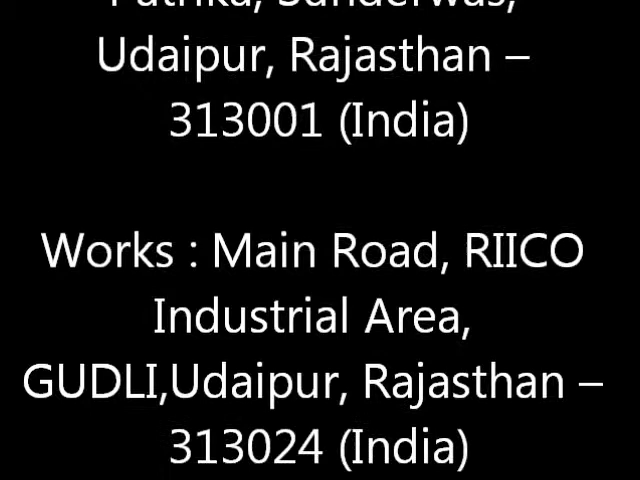 Patrika, Sunderwas,
Udaipur, Rajasthan –
313001 (India)
Works : Main Road, RIICO
Industrial Area,
GUDLI,Udaipur, Rajasthan –
313024 (India)